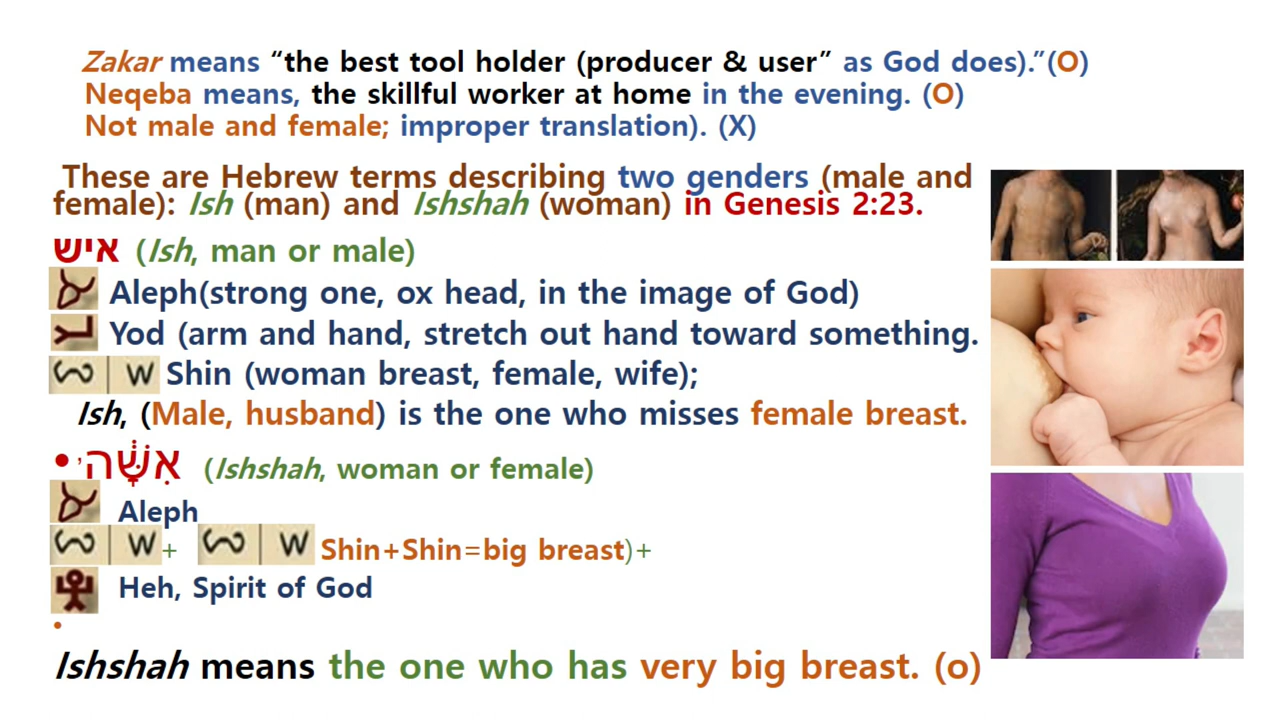 Zakar means “the best tool holder (producer & user” as God does).”(O)
Neqeba means, the skillful worker at home in the evening. (O)
Not male and female; improper translation). (X)
These are Hebrew terms describing two genders (male and
female): Ish (man) and Ishshah (woman) in Genesis 2:23.
איש (Ish, man or male)
Aleph(strong one, ox head, in the image of God)
Yod (arm and hand, stretch out hand toward something.
Shin (woman breast, female, wife);
Ish, (Male, husband) is the one who misses female breast.
• אִשָּׁ֔ה, (Ishshah, woman or female)
Aleph
+ Shin+Shin=big breast)+
Heh, Spirit of God
•
Ishshah means the one who has very big breast. (o)